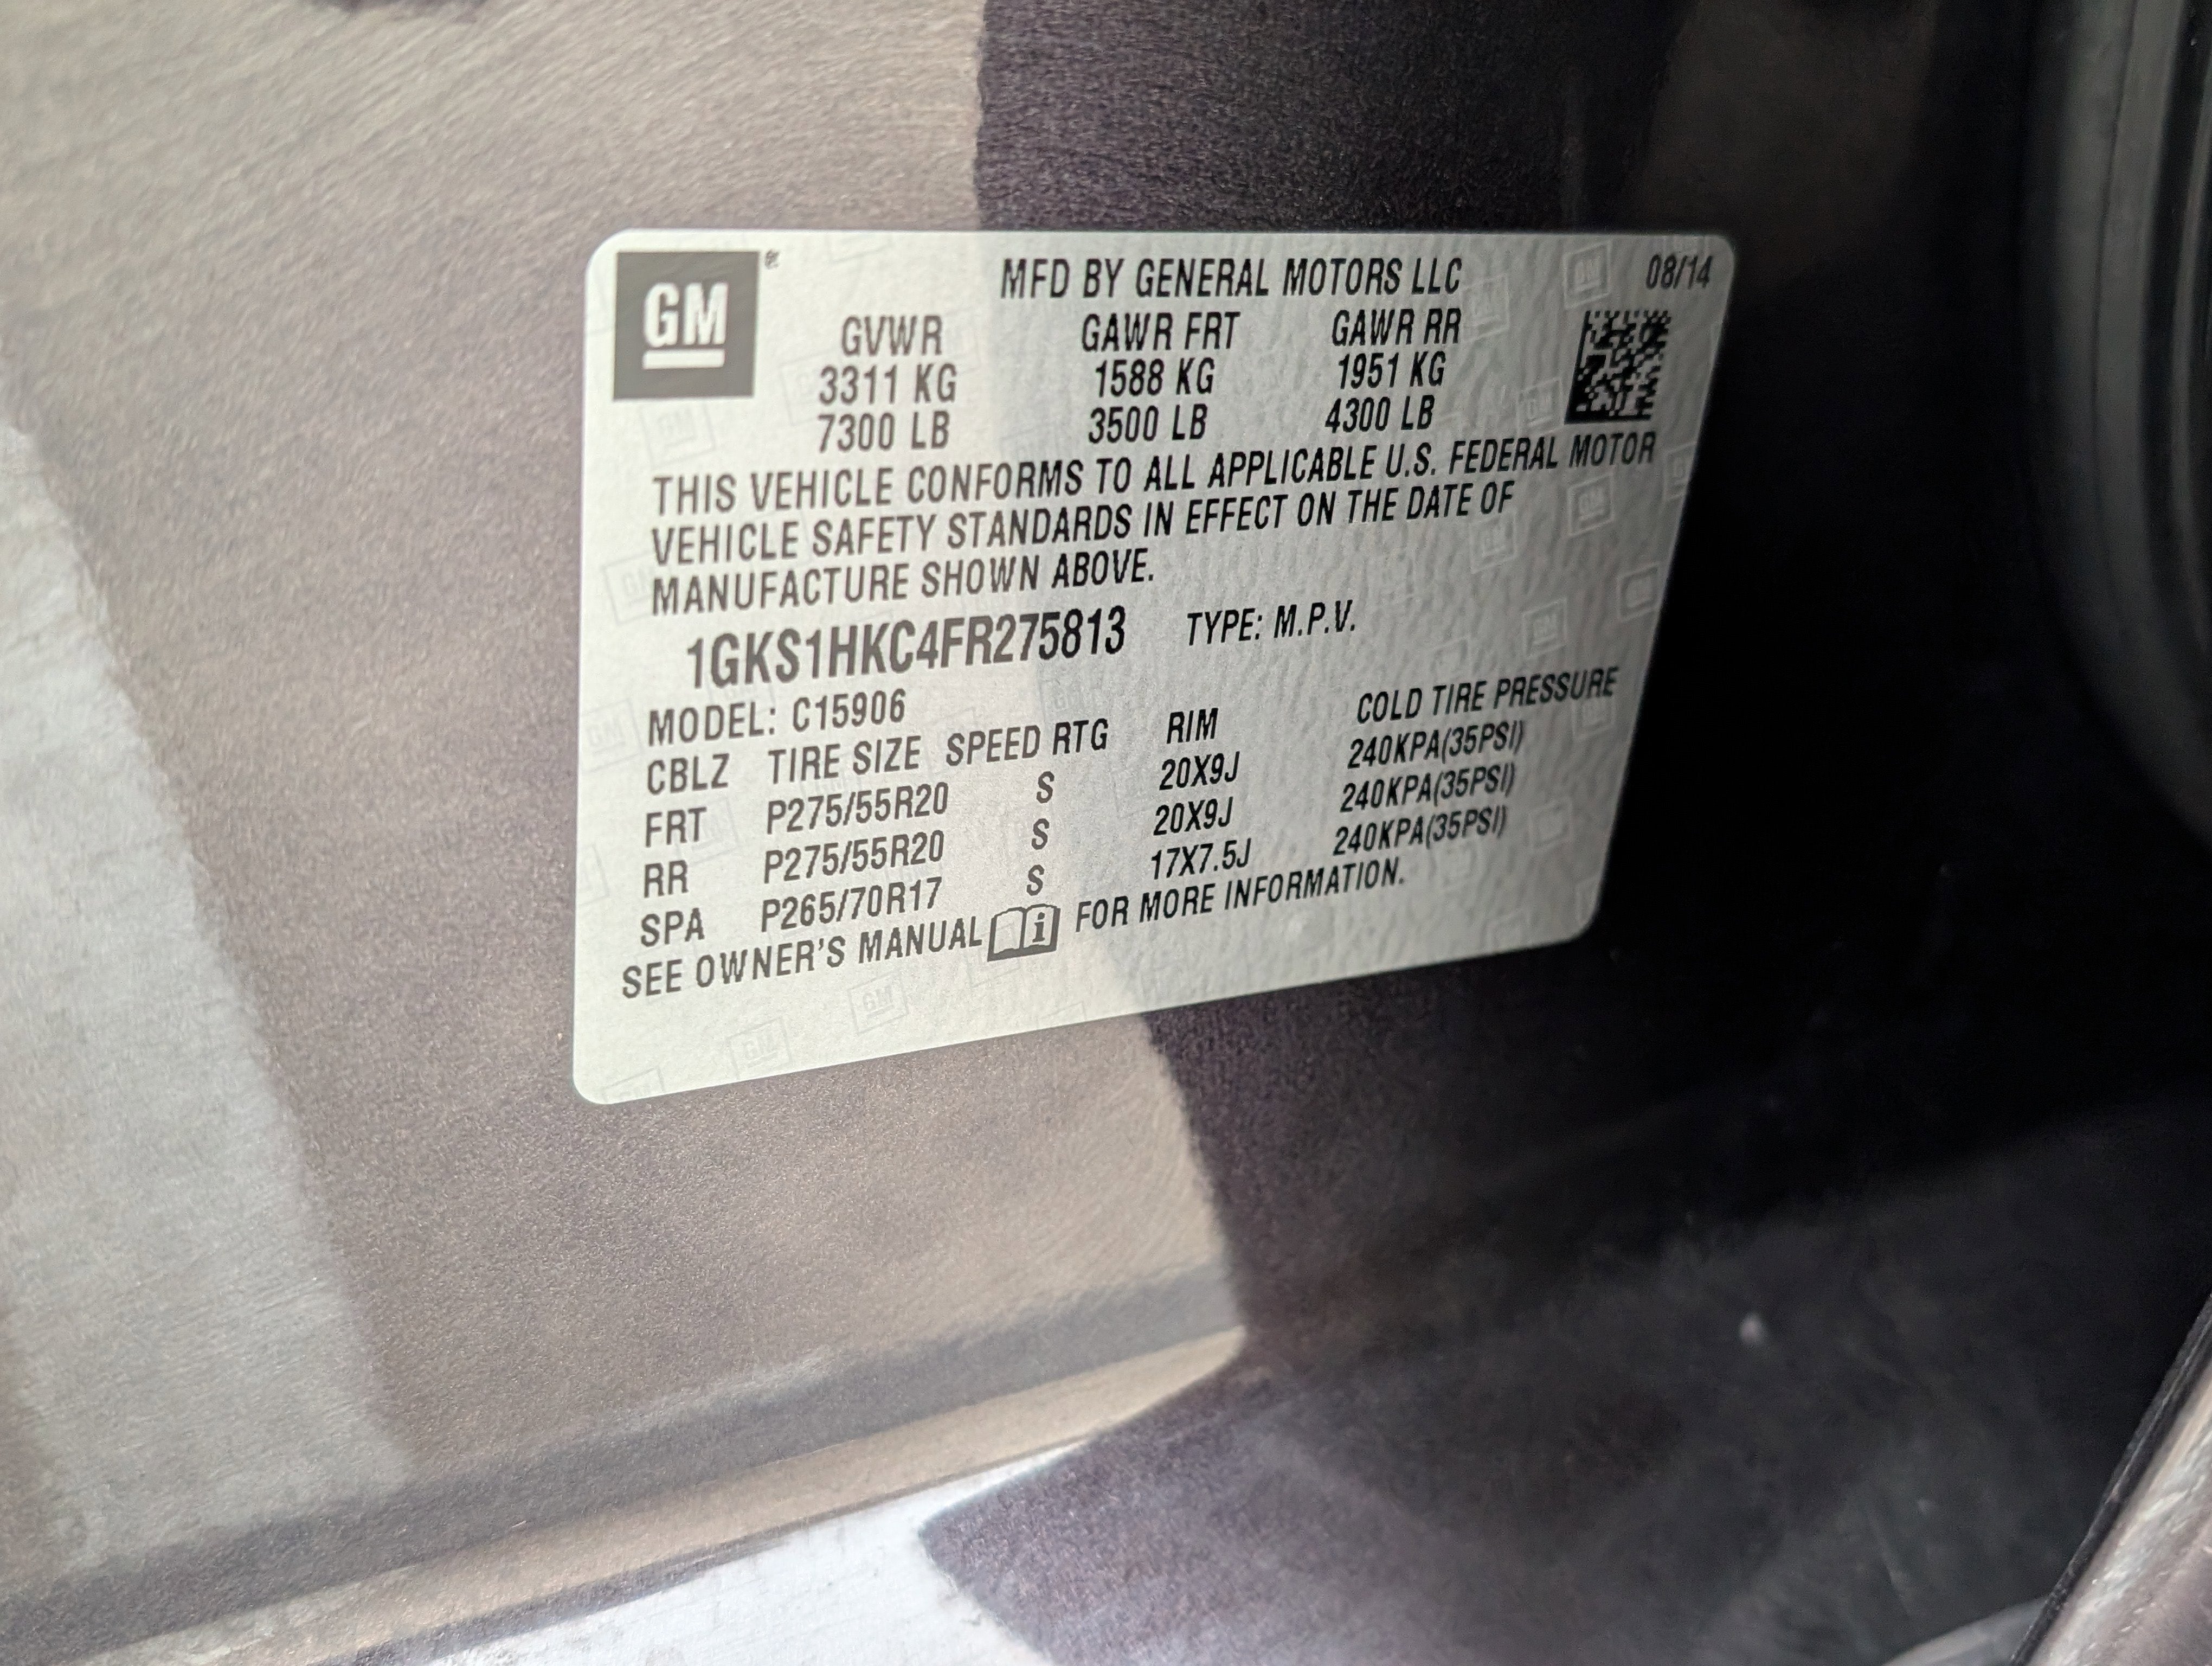 GM ®
MFD BY GENERAL MOTORS LLC 08/14
GVWR GAWR FRT GAWR RR
3311 KG 1588 KG 1951 KG
7300 LB 3500 LB 4300 LB
THIS VEHICLE CONFORMS TO ALL APPLICABLE U.S. FEDERAL MOTOR
VEHICLE SAFETY STANDARDS IN EFFECT ON THE DATE OF
MANUFACTURE SHOWN ABOVE.
1GKS1HKC4FR275813 TYPE: M.P.V.
MODEL: C15906
CBLZ TIRE SIZE SPEED RTG RIM COLD TIRE PRESSURE
FRT P275/55R20 S 20X9J 240KPA(35PSI)
RR P275/55R20 S 20X9J 240KPA(35PSI)
SPA P265/70R17 S 17X7.5J 240KPA(35PSI)
SEE OWNER'S MANUAL i FOR MORE INFORMATION.